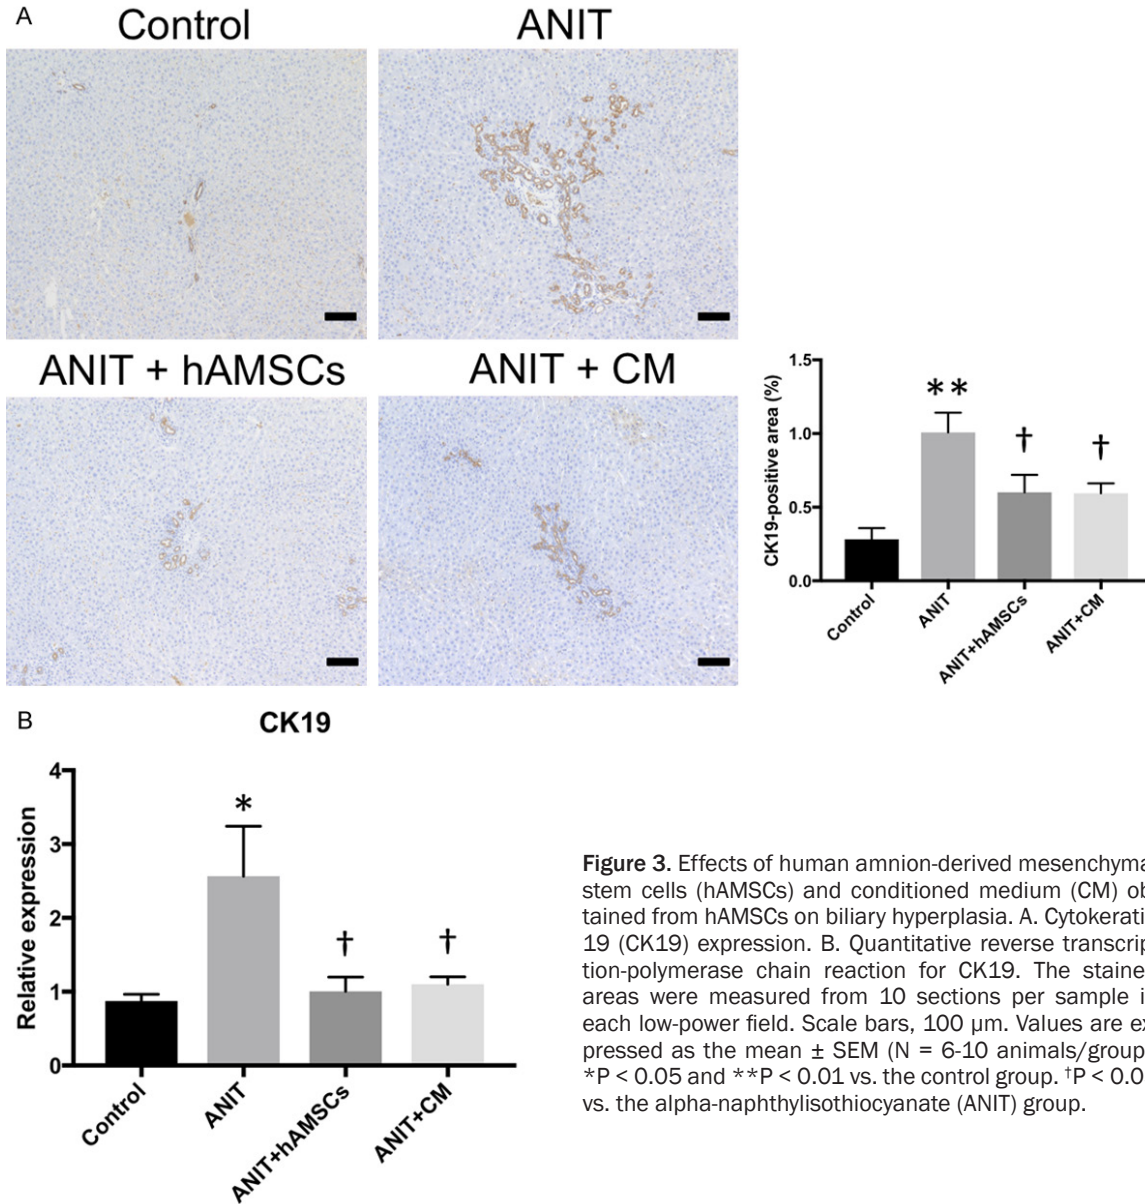 A
Control
ANIT
ANIT + hAMSCs
ANIT + CM
CK19-positive area (%)
1.5
1.0
0.5
0.0
**
†
†
Control
ANIT
ANIT+hAMSCs
ANIT+CM
B
CK19
Relative expression
4
3
2
1
0
*
†
†
Control
ANIT
ANIT+hAMSCs
ANIT+CM
Figure 3. Effects of human amnion-derived mesenchyma
stem cells (hAMSCs) and conditioned medium (CM) ob
tained from hAMSCs on biliary hyperplasia. A. Cytokerati
19 (CK19) expression. B. Quantitative reverse transcrip
tion-polymerase chain reaction for CK19. The staine
areas were measured from 10 sections per sample i
each low-power field. Scale bars, 100 µm. Values are ex
pressed as the mean ± SEM (N = 6-10 animals/group
*P < 0.05 and **P < 0.01 vs. the control group. †P < 0.0
vs. the alpha-naphthylisothiocyanate (ANIT) group.